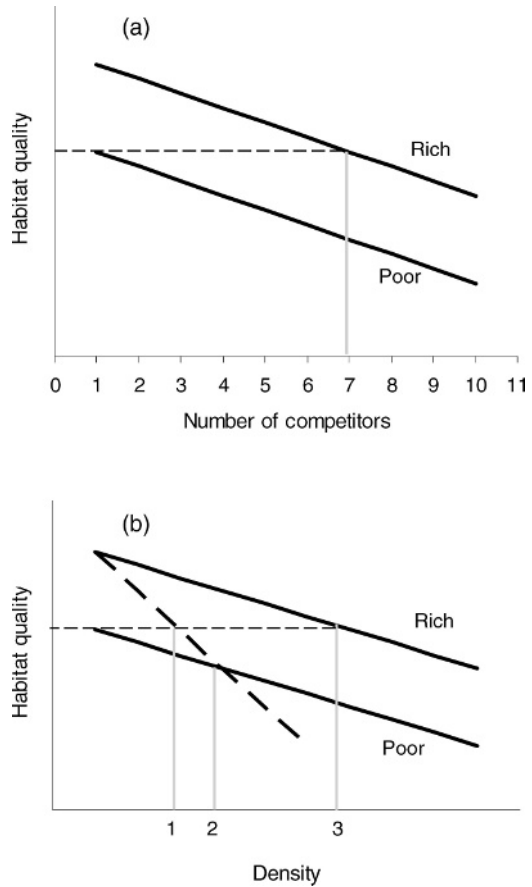 (a)
Habitat quality
Rich
Poor
0 1 2 3 4 5 6 7 8 9 10 11
Number of competitors
(b)
Habitat quality
Rich
Poor
1 2 3
Density